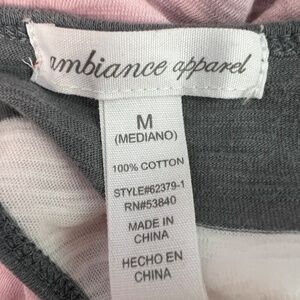 ambiance apparel
M
(MEDIANO)
100% COTTON
STYLE#62379-1
RN#53840
MADE IN
CHINA
HECHO EN
CHINA